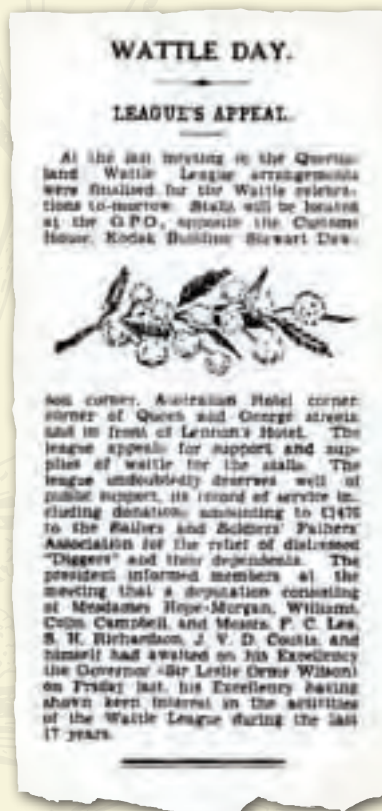 WATTLE DAY.
LEAGUE'S APPEAL.
At the last meeting of the Queens-
land Wattle League arrangements
were finalised for the Wattle celebra-
tions to-morrow. Stalls will be located
at the G.P.O., opposite the Customs
House, Kodak Building Stewart Daw-
son corner, Australian Hotel corner
corner of Queen and George streets
and in front of Lennon's Hotel. The
league appeals for support and sup-
plies of wattle for the stalls. The
league undoubtedly deserves well of
public support, its record of service in-
cluding donations amounting to
to the Sailors and Soldiers' Fathers'
Association for the relief of distressed
"Diggers" and their dependents. The
president informed members at the
meeting that a deputation consisting
of Mesdames Hope-Morgan, Williams,
Colin Campbell, and Messrs. F. C. Lea,
S. H. Richardson, J. V. D. Coutts, and
himself had awaited on his Excellency
the Governor (Sir Leslie Orme Wilson)
on Friday last, his Excellency having
shown keen interest in the activities
of the Wattle League during the last
17 years.